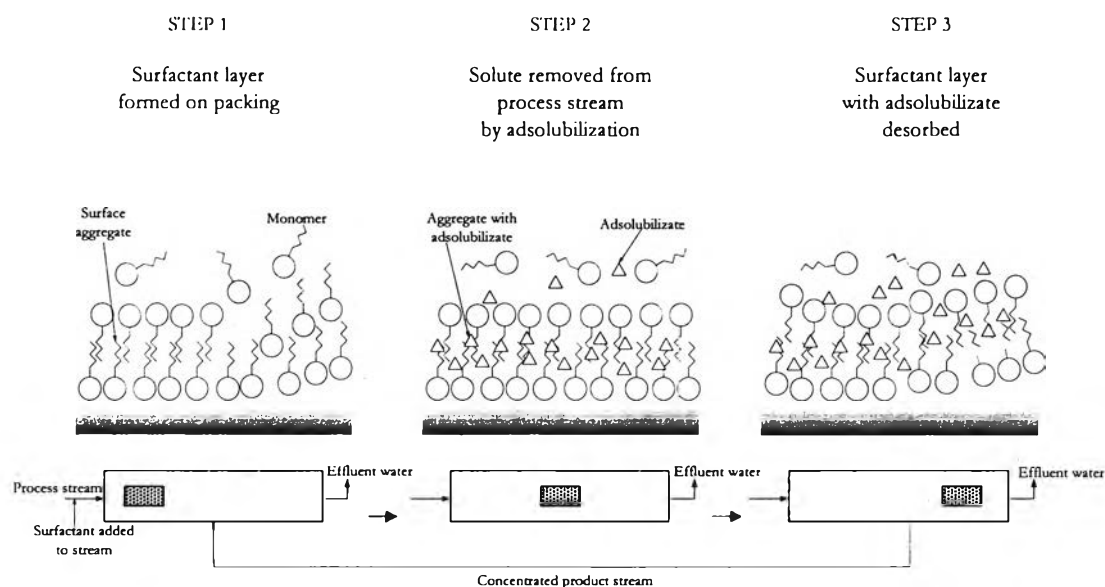 STEP 1
Surfactant layer
formed on packing
STEP 2
Solute removed from
process stream
by adsolubilization
STEP 3
Surfactant layer
with adsolubilizate
desorbed
Surface
aggregate
Monomer
Aggregate with
adsolubilizate
Adsolubilizate
Process stream
Surfactant added
to stream
Effluent water
Effluent water
Effluent water
Concentrated product stream